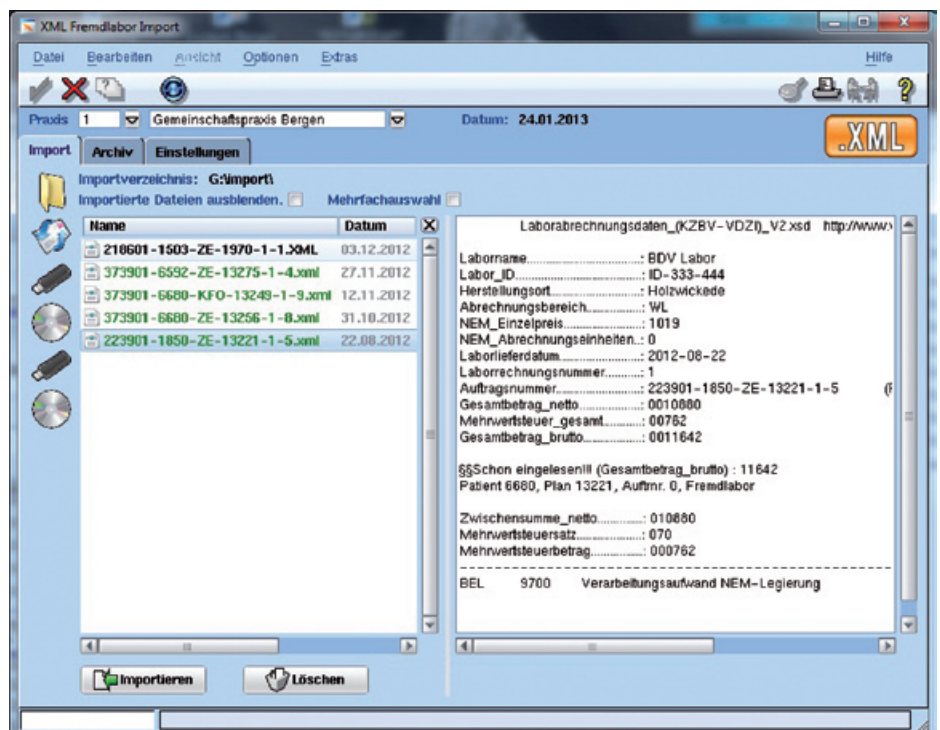 XML Fremdlabor Import
Datei Bearbeiten Ansicht Optionen Extras Hilfe
Praxis 1 Gemeinschaftspraxis Bergen Datum: 24.01.2013
.XML
Import Archiv Einstellungen
Importverzeichnis: G:\import\
Importierte Dateien ausblenden. Mehrfachauswahl
Name Datum
218601-1503-ZE-1970-1-1.XML 03.12.2012
373901-6592-ZE-13275-1-4.xml 27.11.2012
373901-6680-KFO-13249-1-9.xml 12.11.2012
373901-6680-ZE-13256-1-8.xml 31.10.2012
223901-1850-ZE-13221-1-5.xml 22.08.2012
Laborabrechnungsdaten_(KZBV-VDZI)_V2.xsd http://www.
Laborname..................: BDV Labor
Labor_ID..................: ID-333-444
Herstellungsort..................: Holzwickede
Abrechnungsbereich..................: WL
NEM_Einzelpreis..................: 1019
NEM_Abrechnungseinheiten..: 0
Laborlieferdatum..................: 2012-08-22
Laborrechnungsnummer..........: 1
Auftragsnummer..................: 223901-1850-ZE-13221-1-5
Gesamtbetrag_netto..................: 0010880
Mehrwertsteuer_gesamt..........: 00762
Gesamtbetrag_brutto..................: 0011642
§§Schon eingelesen!!! (Gesamtbetrag_brutto) : 11642
Patient 6680, Plan 13221, Auftrnr. 0, Fremdlabor
Zwischensumme_netto..........: 010880
Mehrwertsteuersatz..................: 070
Mehrwertsteuerbetrag..........: 000762
BEL 9700 Verarbeitungsaufwand NEM-Legierung
Importieren Löschen